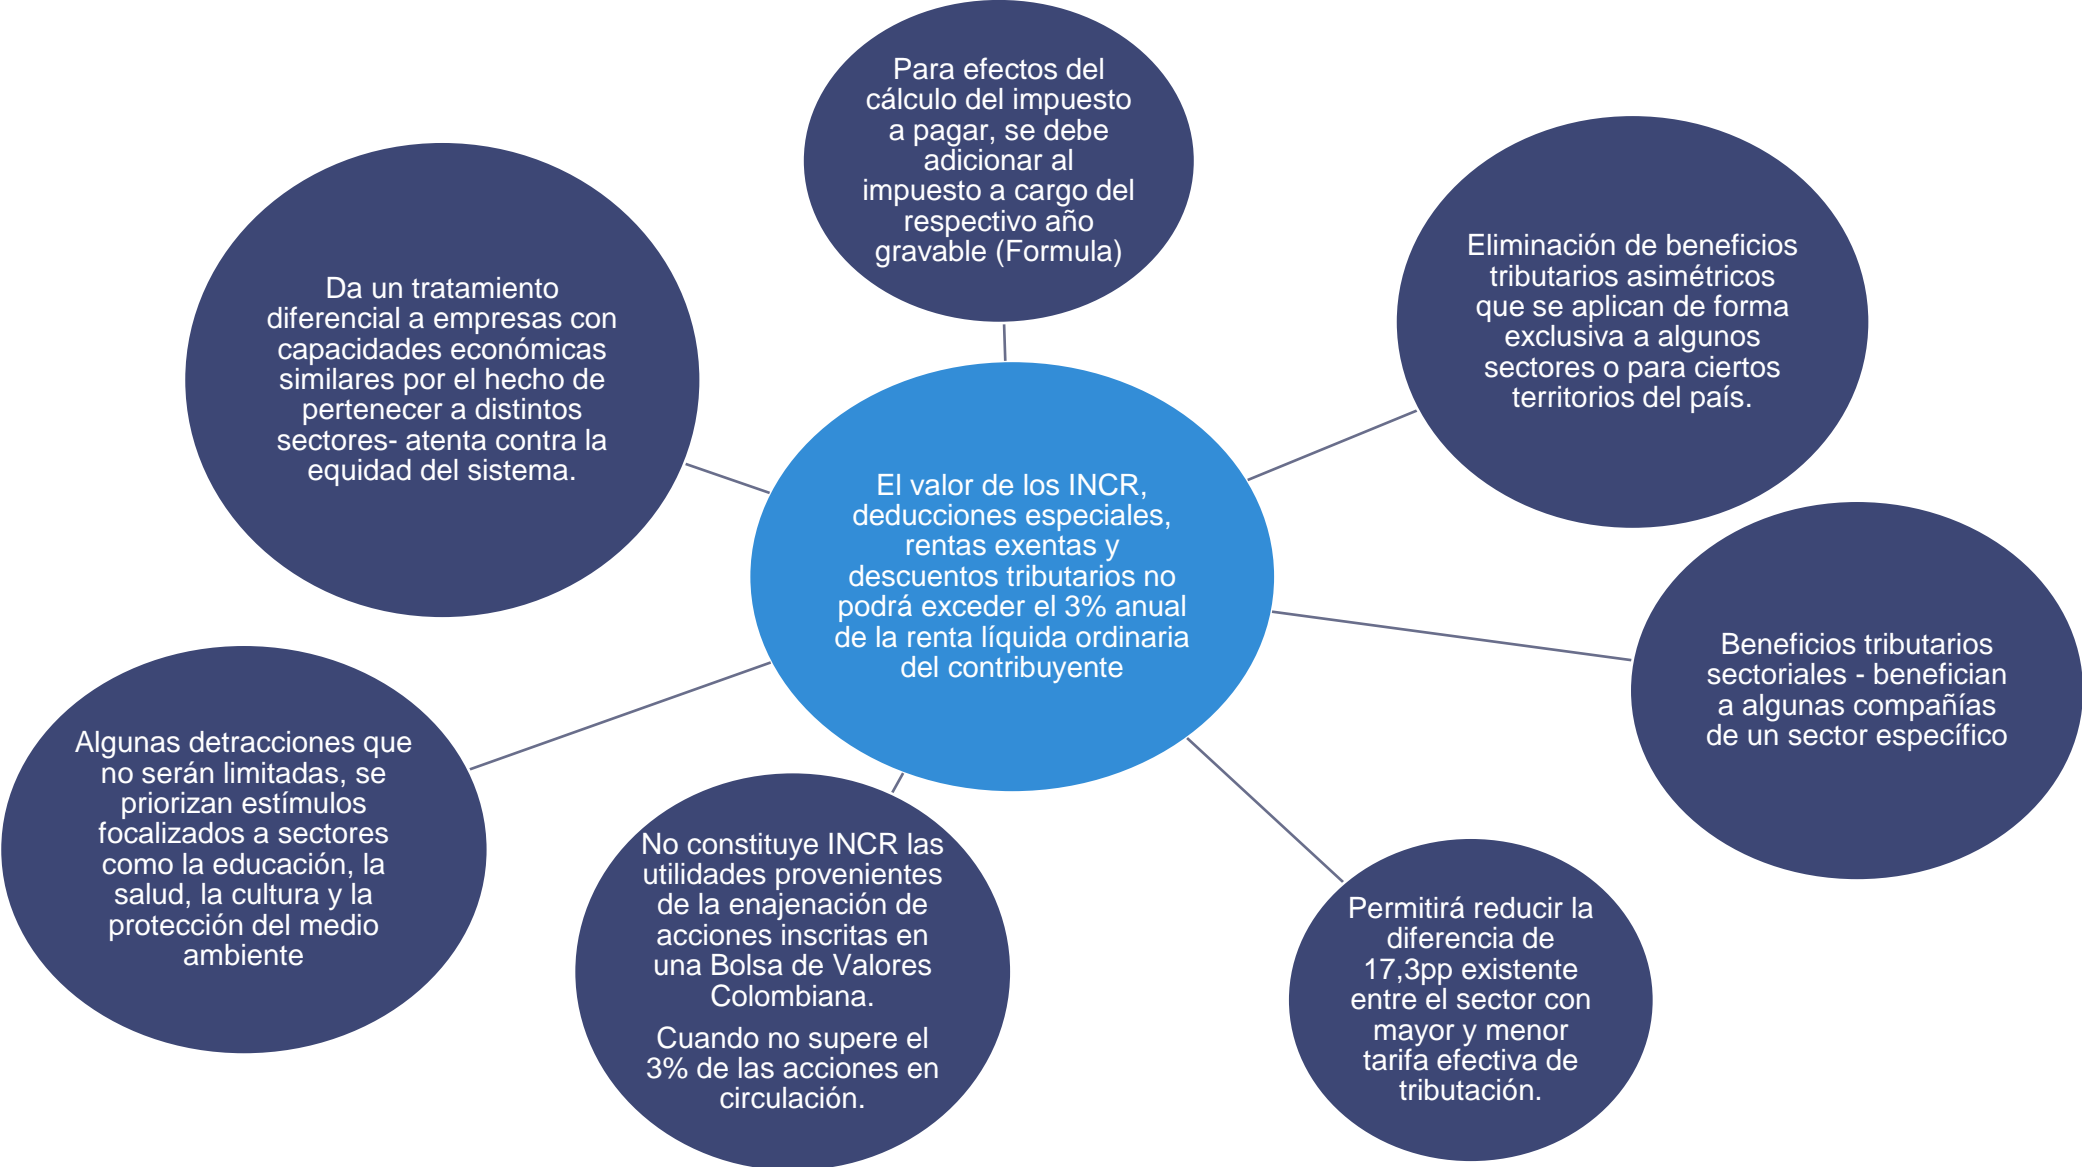 Para efectos del
cálculo del impuesto
a pagar, se debe
adicionar al
impuesto a cargo del
respectivo año
gravable (Formula)
Eliminación de beneficios
tributarios asimétricos
que se aplican de forma
exclusiva a algunos
sectores o para ciertos
territorios del país.
Da un tratamiento
diferencial a empresas con
capacidades económicas
similares por el hecho de
pertenecer a distintos
sectores- atenta contra la
equidad del sistema.
El valor de los INCR,
deducciones especiales,
rentas exentas y
descuentos tributarios no
podrá exceder el 3% anual
de la renta líquida ordinaria
del contribuyente
Beneficios tributarios
sectoriales - benefician
a algunas compañías
de un sector específico
Algunas detracciones que
no serán limitadas, se
priorizan estímulos
focalizados a sectores
como la educación, la
salud, la cultura y la
protección del medio
ambiente
No constituye INCR las
utilidades provenientes
de la enajenación de
acciones inscritas en
una Bolsa de Valores
Colombiana.
Cuando no supere el
3% de las acciones en
circulación.
Permitirá reducir la
diferencia de
17,3pp existente
entre el sector con
mayor y menor
tarifa efectiva de
tributación.